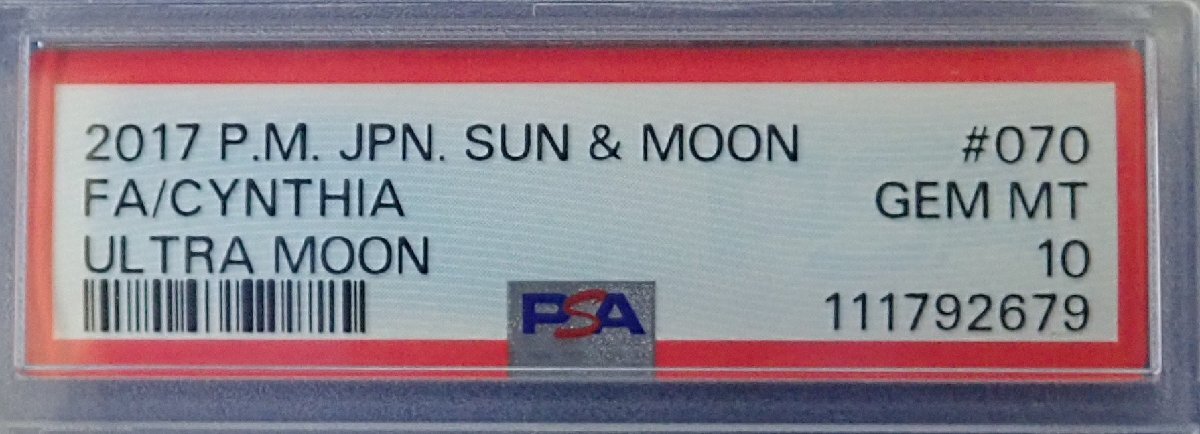 2017 P.M. JPN. SUN & MOON #070
FA/CYNTHIA GEM MT
ULTRA MOON 10
PSA 111792679